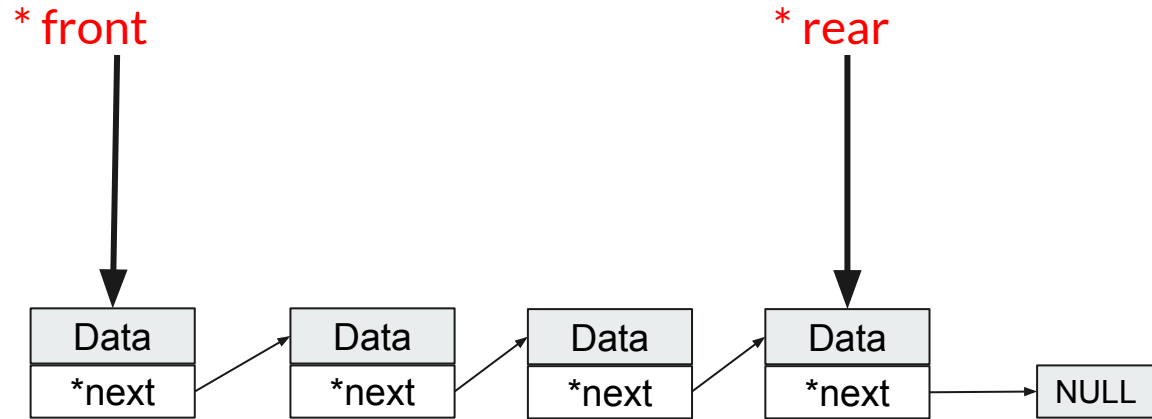 * front
* rear
Data
Data
Data
Data
*next
*next
*next
*next
NULL